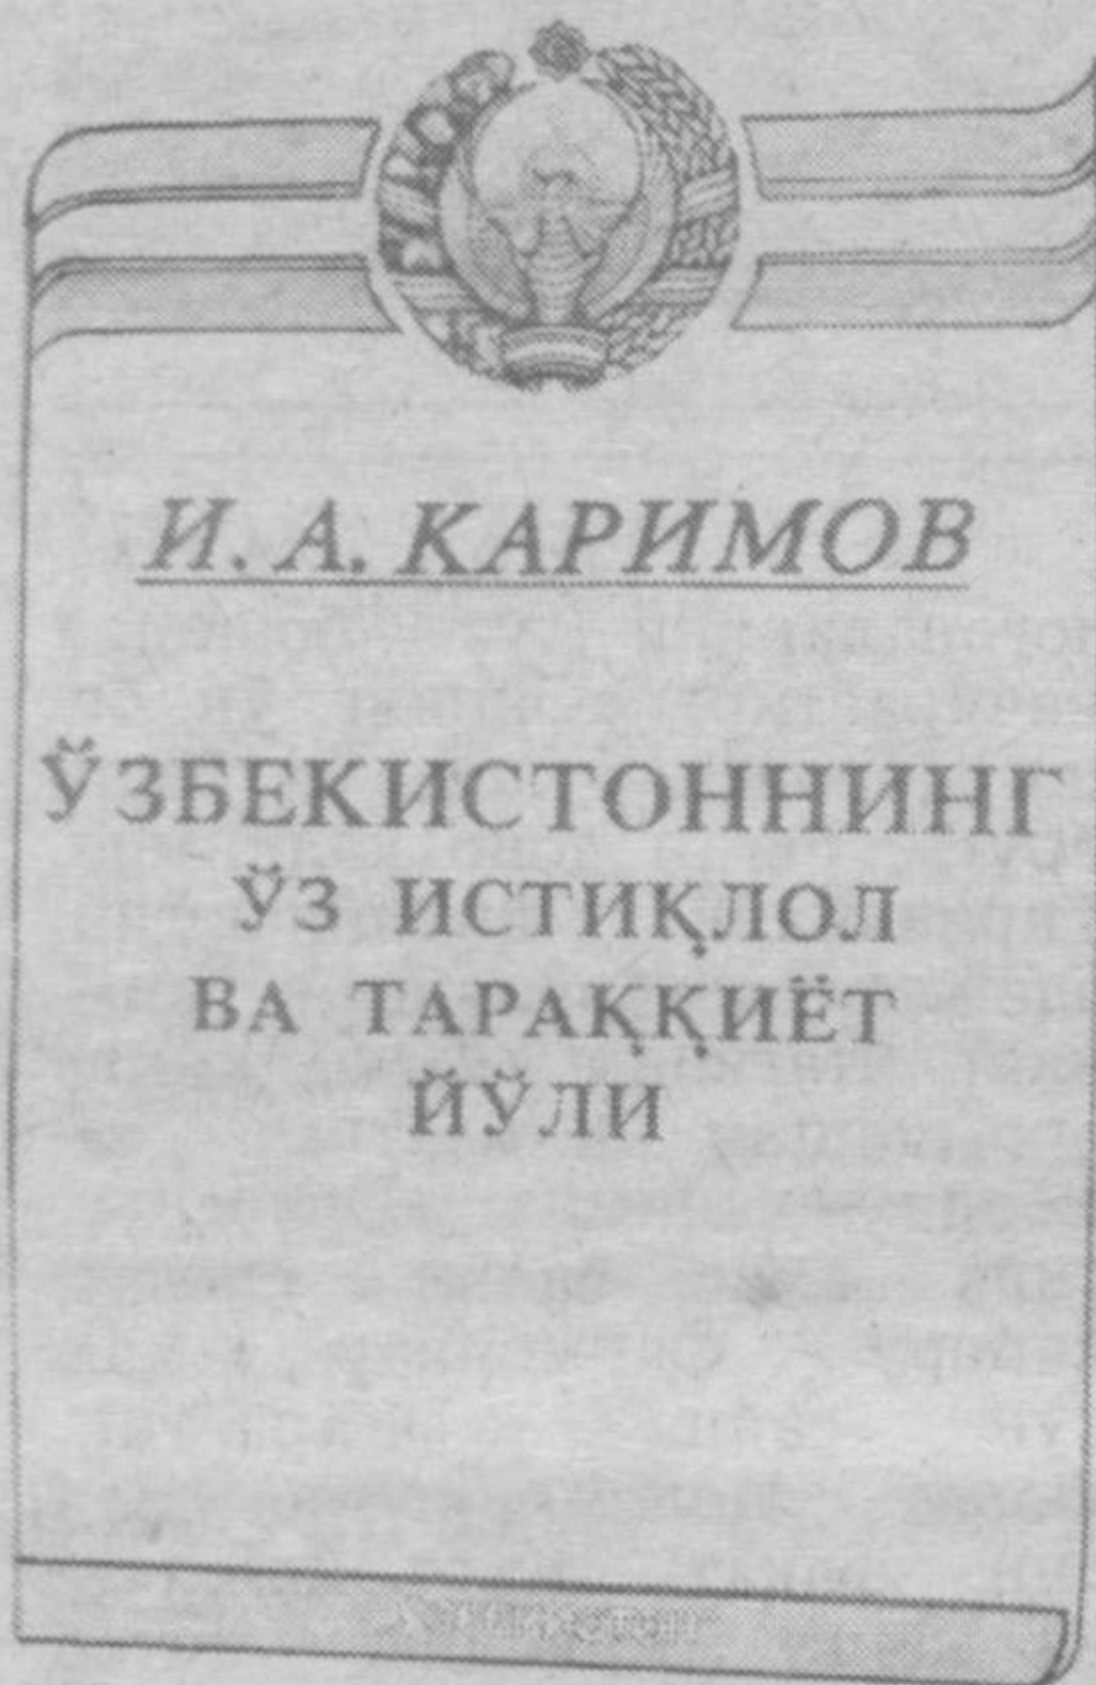 И. А. КАРИМОВ
ЎЗБЕКИСТОННИНГ
ЎЗ ИСТИҚЛОЛ
ВА ТАРАҚҚИЁТ
ЙЎЛИ